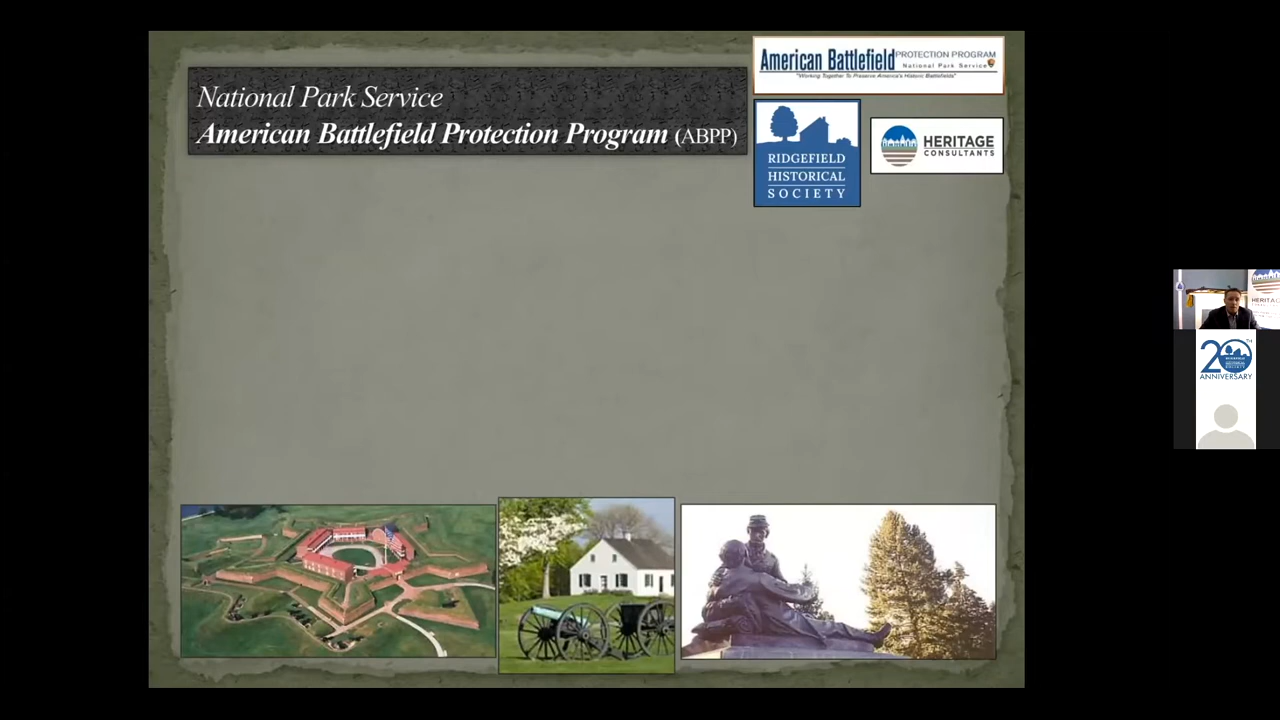 National Park Service
American Battlefield Protection Program (ABPP)
American Battlefield PROTECTION PROGRAM
National Park Service
"Working Together To Preserve America's Historic Battlefields"
RIDGEFIELD
HISTORICAL
SOCIETY
HERITAGE
CONSULTANTS
20TH
ANNIVERSARY